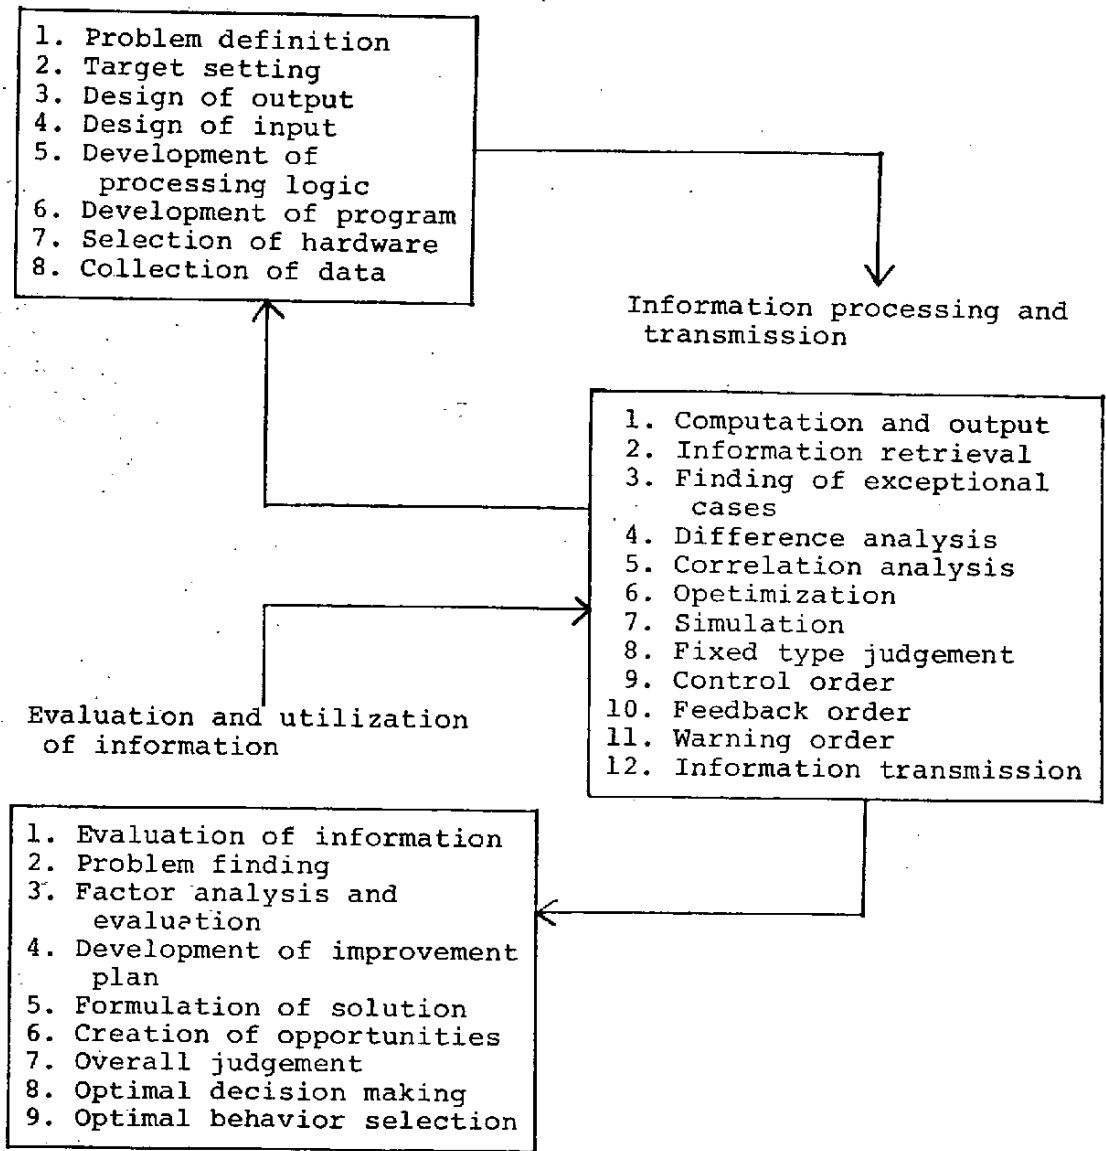 1. Problem definition
2. Target setting
3. Design of output
4. Design of input
5. Development of
processing logic
6. Development of program
7. Selection of hardware
8. Collection of data
Information processing and
transmission
1. Computation and output
2. Information retrieval
3. Finding of exceptional
cases
4. Difference analysis
5. Correlation analysis
6. Opetimization
7. Simulation
8. Fixed type judgement
9. Control order
10. Feedback order
11. Warning order
12. Information transmission
Evaluation and utilization
of information
1. Evaluation of information
2. Problem finding
3. Factor analysis and
evaluation
4. Development of improvement
plan
5. Formulation of solution
6. Creation of opportunities
7. Overall judgement
8. Optimal decision making
9. Optimal behavior selection